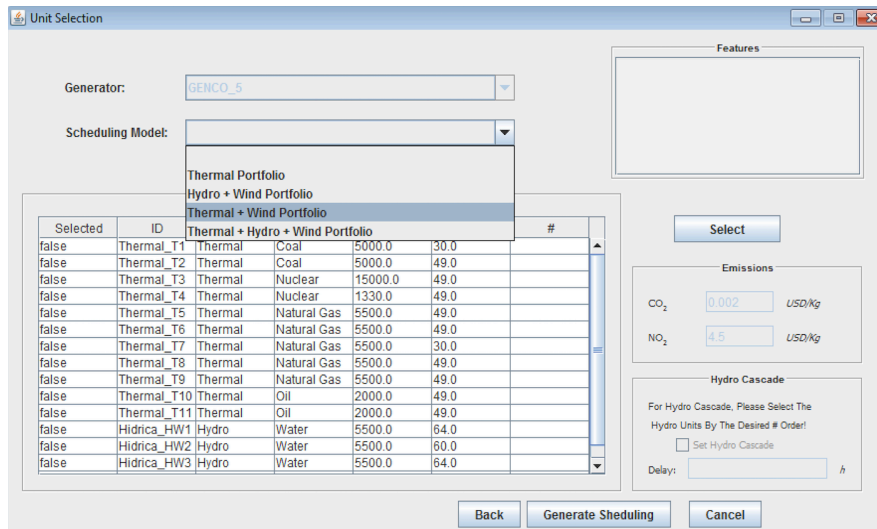 Unit Selection
Features
Generator: GENCO_5
Scheduling Model:
Thermal Portfolio
Hydro + Wind Portfolio
Thermal + Wind Portfolio
Thermal + Hydro + Wind Portfolio
Selected ID #
false Thermal_T1 Thermal Coal 5000.0 30.0
false Thermal_T2 Thermal Coal 5000.0 49.0
false Thermal_T3 Thermal Nuclear 15000.0 49.0
false Thermal_T4 Thermal Nuclear 1330.0 49.0
false Thermal_T5 Thermal Natural Gas 5500.0 49.0
false Thermal_T6 Thermal Natural Gas 5500.0 49.0
false Thermal_T7 Thermal Natural Gas 5500.0 30.0
false Thermal_T8 Thermal Natural Gas 5500.0 49.0
false Thermal_T9 Thermal Natural Gas 5500.0 49.0
false Thermal_T10 Thermal Oil 2000.0 49.0
false Thermal_T11 Thermal Oil 2000.0 49.0
false Hidrica_HW1 Hydro Water 5500.0 64.0
false Hidrica_HW2 Hydro Water 5500.0 60.0
false Hidrica_HW3 Hydro Water 5500.0 64.0
Select
Emissions
CO2 0.002 USD/Kg
NO2 4.5 USD/Kg
Hydro Cascade
For Hydro Cascade, Please Select The
Hydro Units By The Desired # Order!
Set Hydro Cascade
Delay: h
Back Generate Sheduling Cancel